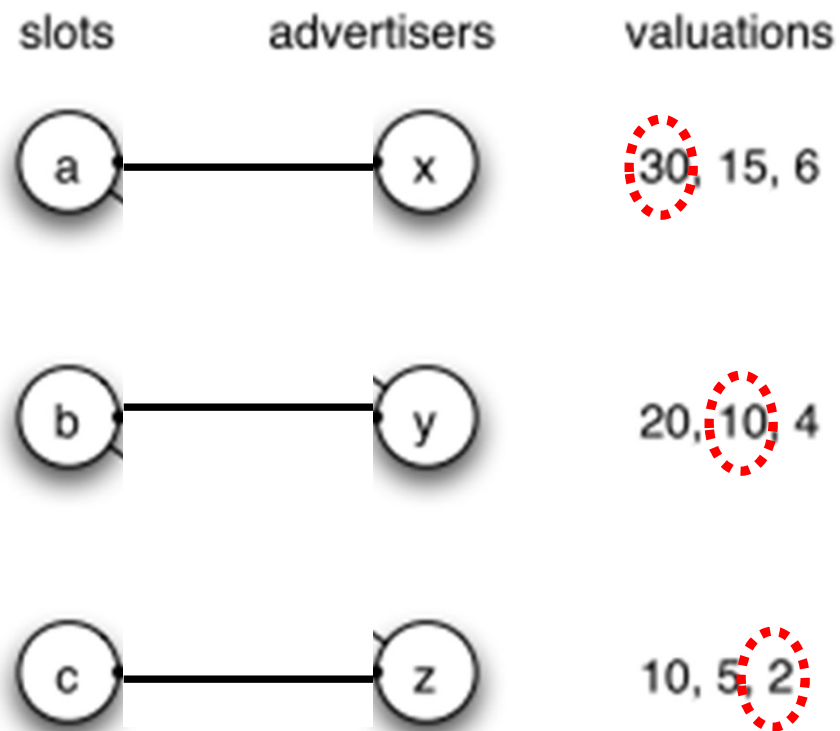 slots advertisers valuations
a x 30, 15, 6
b y 20, 10, 4
c z 10, 5, 2